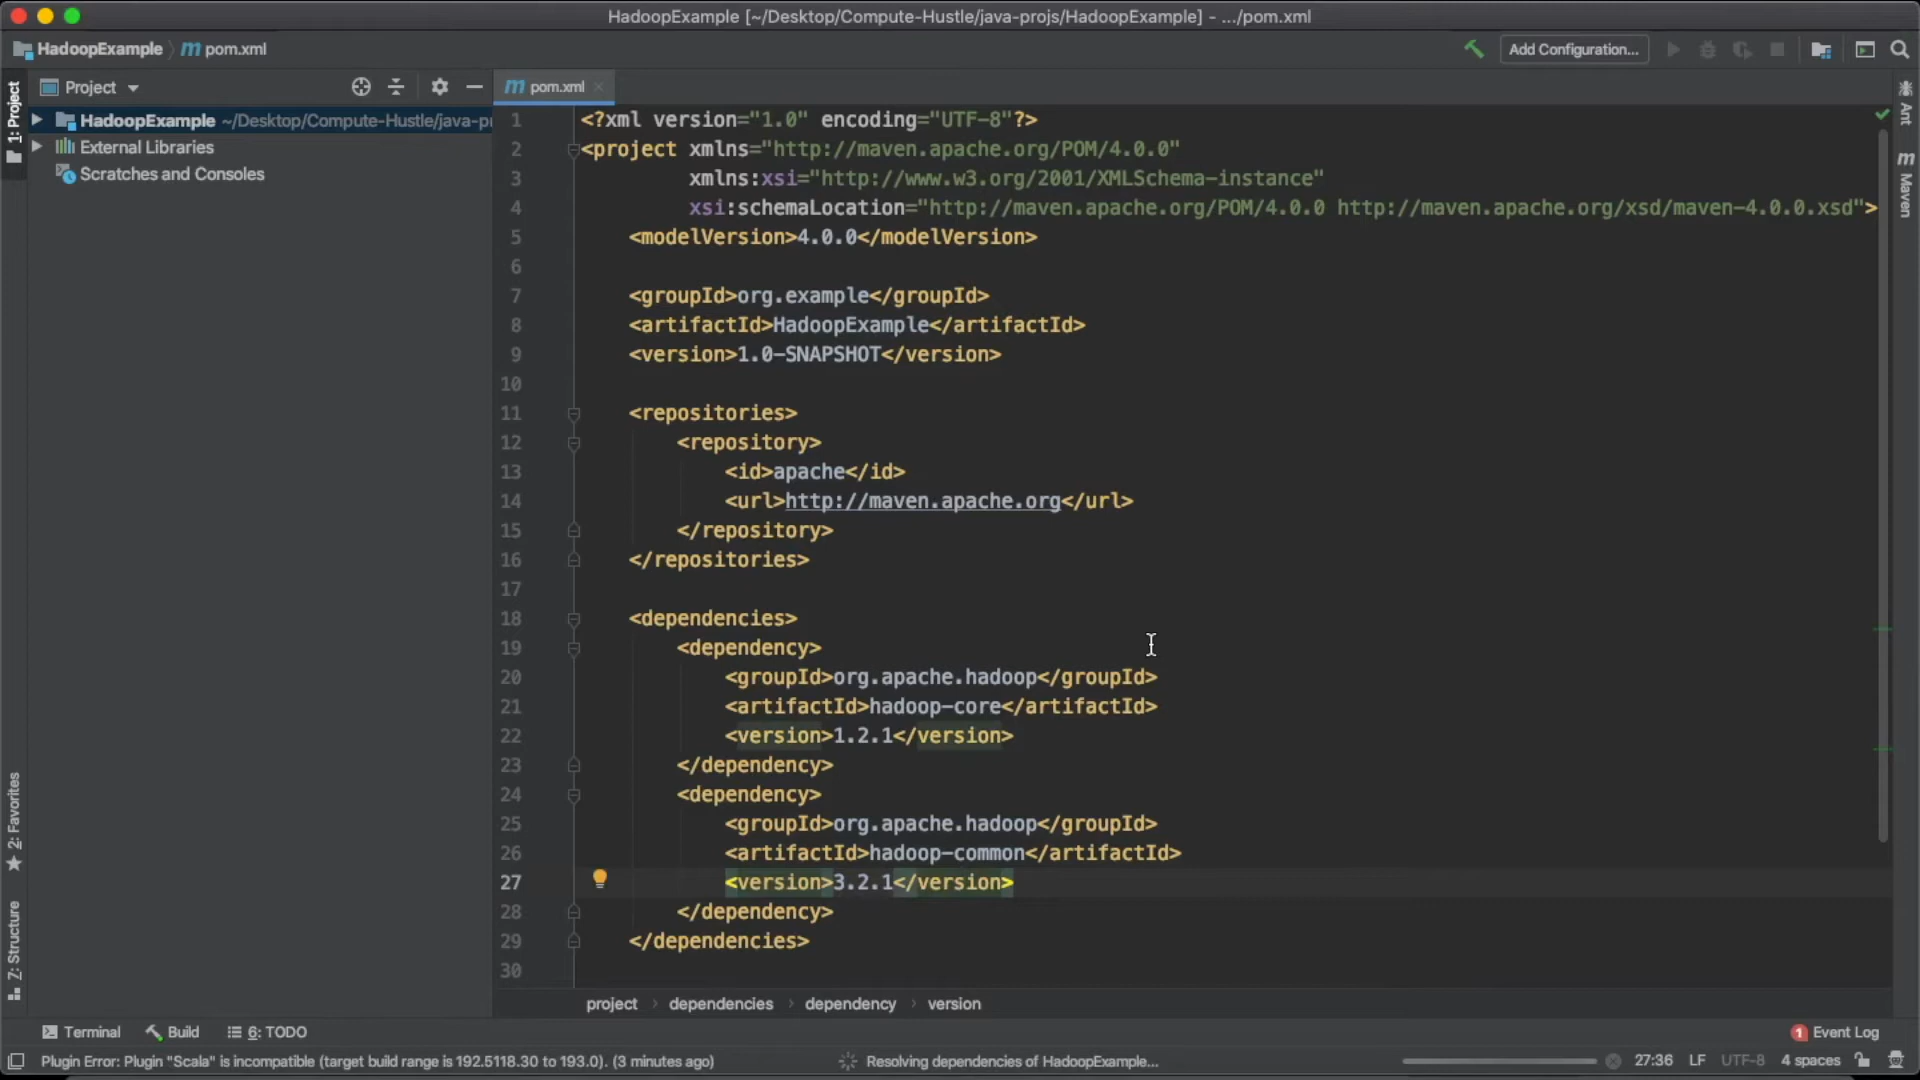 HadoopExample [~/Desktop/Compute-Hustle/java-projs/HadoopExample] - .../pom.xml
HadoopExample
m pom.xml
Add Configuration...
1: Project
Project
m pom.xml
HadoopExample ~/Desktop/Compute-Hustle/java-p
External Libraries
Scratches and Consoles
1 <?xml version="1.0" encoding="UTF-8"?>
2 <project xmlns="http://maven.apache.org/POM/4.0.0"
3 xmlns:xsi="http://www.w3.org/2001/XMLSchema-instance"
4 xsi:schemaLocation="http://maven.apache.org/POM/4.0.0 http://maven.apache.org/xsd/maven-4.0.0.xsd">
5 <modelVersion>4.0.0</modelVersion>
6
7 <groupId>org.example</groupId>
8 <artifactId>HadoopExample</artifactId>
9 <version>1.0-SNAPSHOT</version>
10
11 <repositories>
12 <repository>
13 <id>apache</id>
14 <url>http://maven.apache.org</url>
15 </repository>
16 </repositories>
17
18 <dependencies>
19 <dependency>
20 <groupId>org.apache.hadoop</groupId>
21 <artifactId>hadoop-core</artifactId>
22 <version>1.2.1</version>
23 </dependency>
24 <dependency>
25 <groupId>org.apache.hadoop</groupId>
26 <artifactId>hadoop-common</artifactId>
27 <version>3.2.1</version>
28 </dependency>
29 </dependencies>
30
Ant
m Maven
2: Favorites
Z: Structure
project > dependencies > dependency > version
Terminal
Build
6: TODO
1 Event Log
Plugin Error: Plugin "Scala" is incompatible (target build range is 192.5118.30 to 193.0). (3 minutes ago)
Resolving dependencies of HadoopExample...
27:36 LF UTF-8 4 spaces